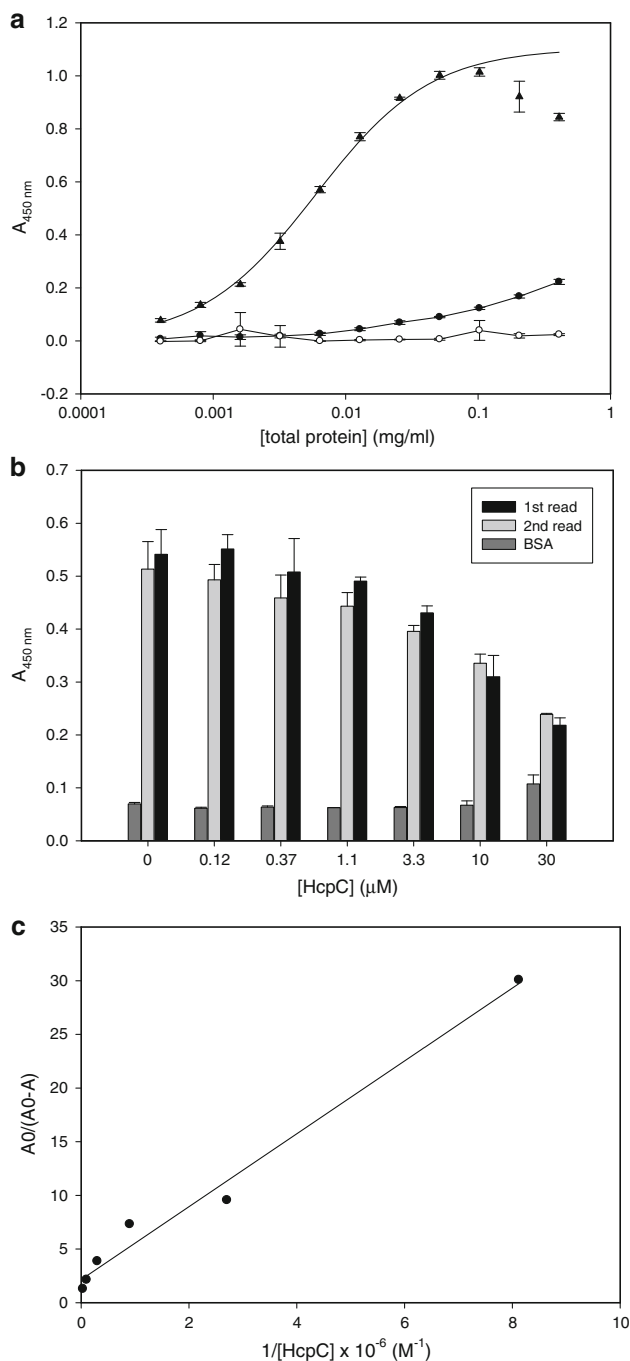 a
1.2
1.0
0.8
0.6
0.4
0.2
0.0
-0.2
A450 nm
0.0001 0.001 0.01 0.1 1
[total protein] (mg/ml)
b
0.7
0.6
0.5
0.4
0.3
0.2
0.1
0.0
A450 nm
1st read
2nd read
BSA
0 0.12 0.37 1.1 3.3 10 30
[HcpC] (μM)
c
35
30
25
20
15
10
5
0
A0/(A0-A)
0 2 4 6 8 10
1/[HcpC] x 10⁻⁶ (M⁻¹)